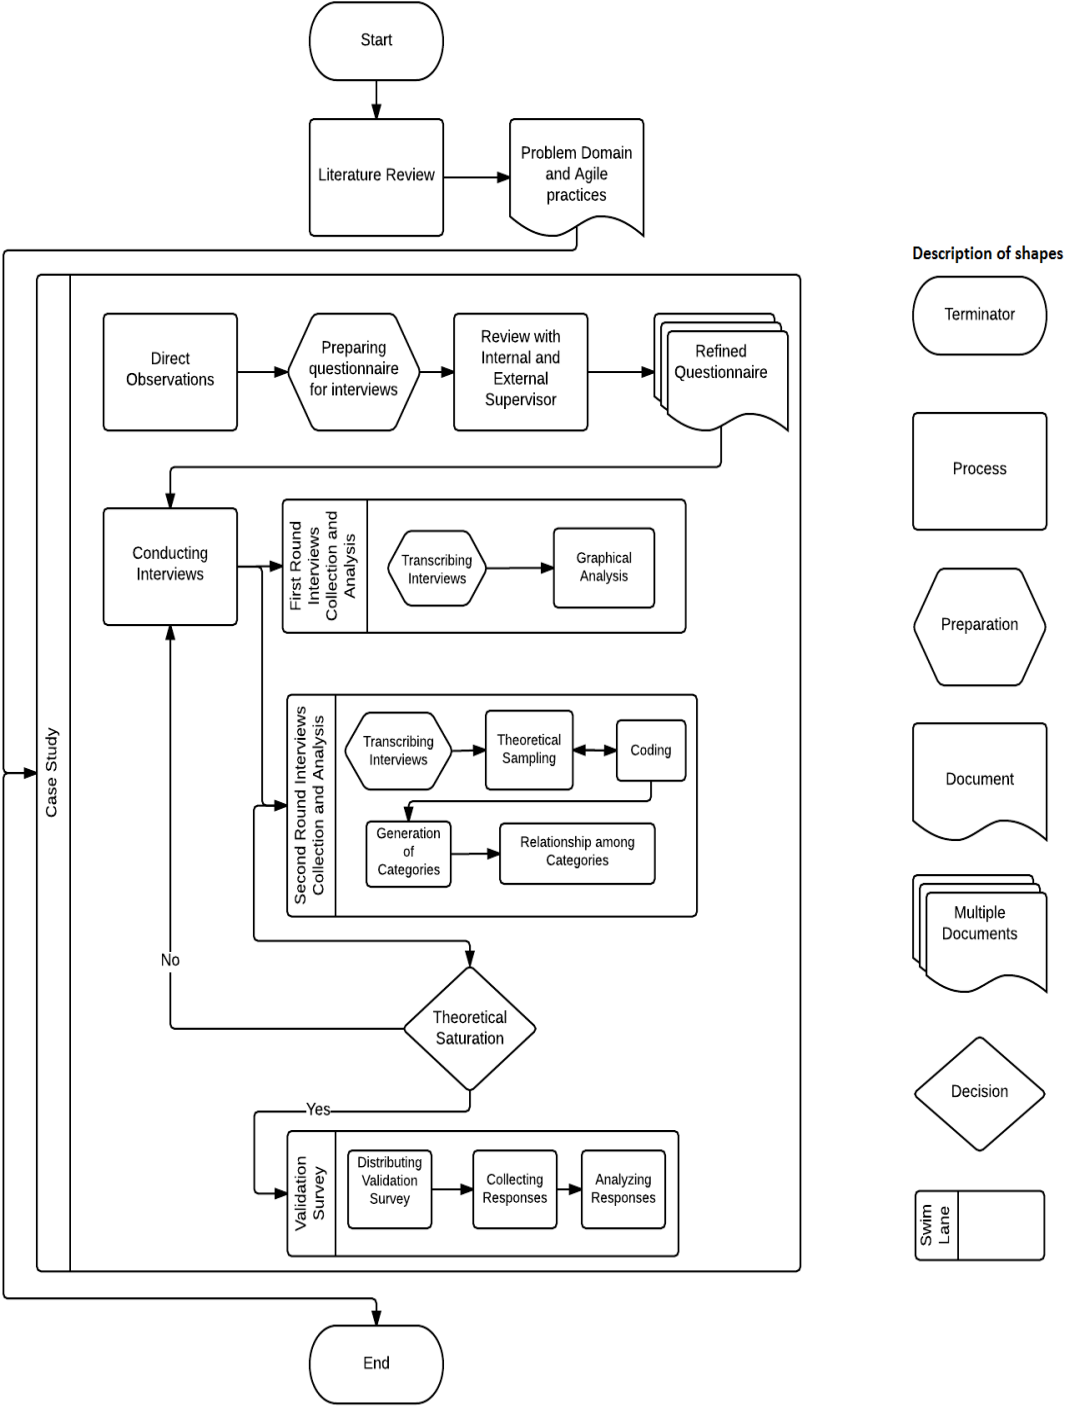 Start
Literature Review
Problem Domain
and Agile
practices
Case Study
Direct
Observations
Preparing
questionnaire
for interviews
Review with
Internal and
External
Supervisor
Refined
Questionnaire
Conducting
Interviews
First Round
Interviews
Collection and
Analysis
Transcribing
Interviews
Graphical
Analysis
Second Round Interviews
Collection and Analysis
Transcribing
Interviews
Theoretical
Sampling
Coding
Generation
of
Categories
Relationship among
Categories
No
Theoretical
Saturation
Yes
Validation
Survey
Distributing
Validation
Survey
Collecting
Responses
Analyzing
Responses
End
Description of shapes
Terminator
Process
Preparation
Document
Multiple
Documents
Decision
Swim
Lane